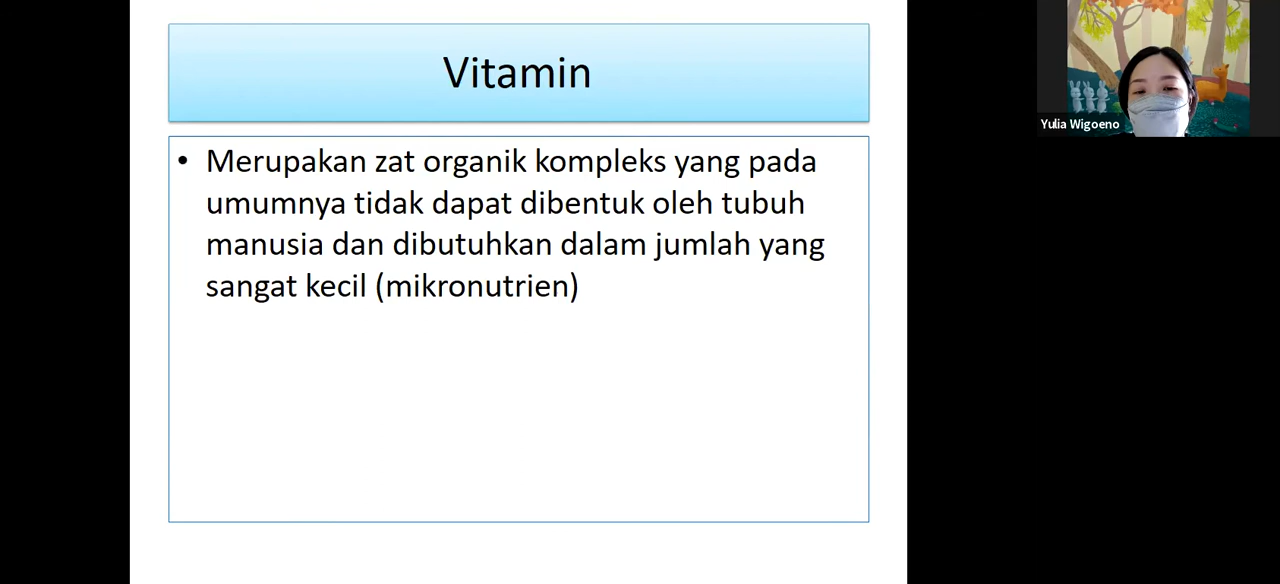 Vitamin
• Merupakan zat organik kompleks yang pada
umumnya tidak dapat dibentuk oleh tubuh
manusia dan dibutuhkan dalam jumlah yang
sangat kecil (mikronutrien)
Yulia Wigoeno